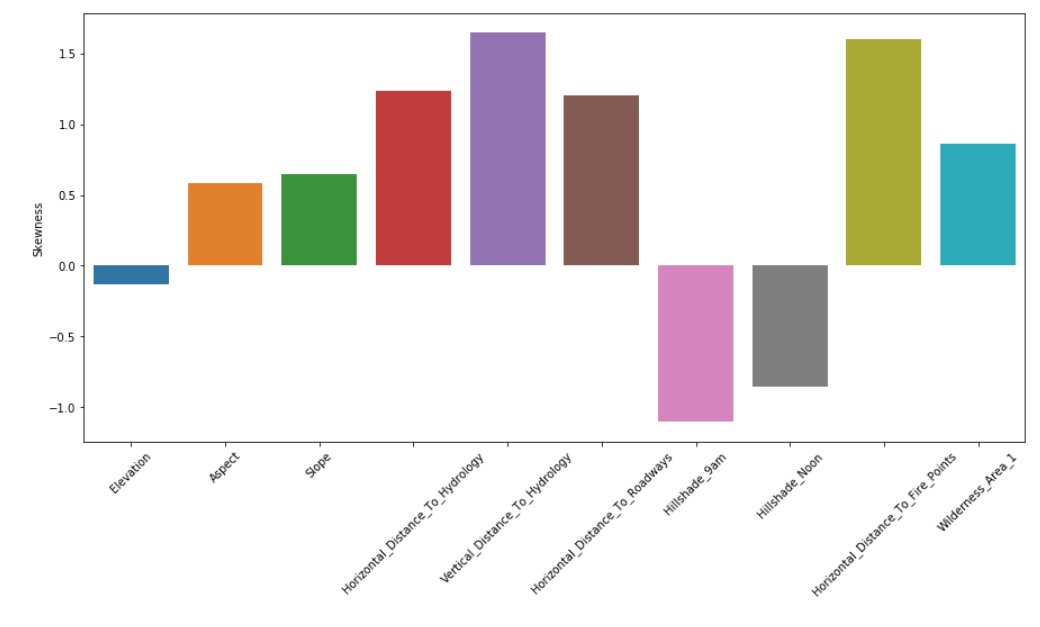 1.5
1.0
0.5
0.0
−0.5
−1.0
Skewness
Elevation
Aspect
Slope
Horizontal_Distance_To_Hydrology
Vertical_Distance_To_Hydrology
Horizontal_Distance_To_Roadways
Hillshade_9am
Hillshade_Noon
Horizontal_Distance_To_Fire_Points
Wilderness_Area_1